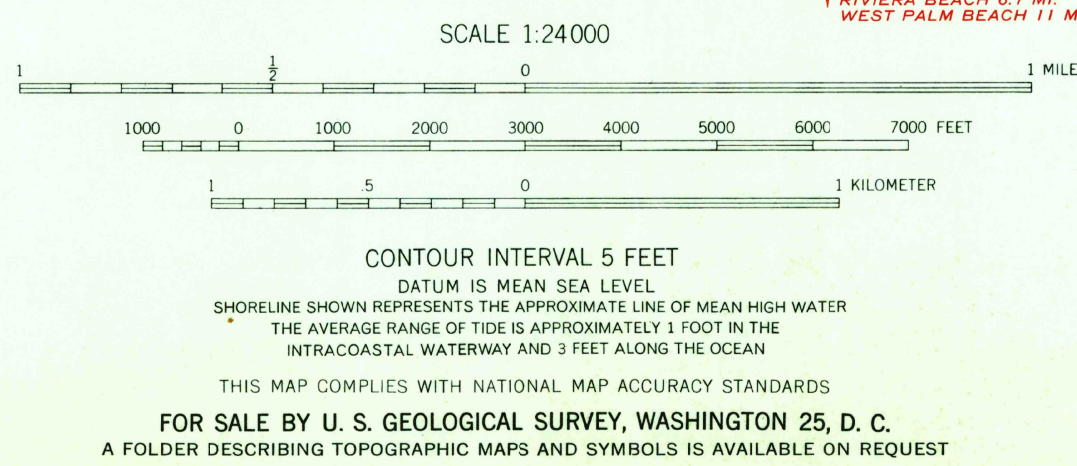 RIVIERA BEACH 6.7 MI.
WEST PALM BEACH 11 M
SCALE 1:24000
1 1/2 0 1 MILE
1000 0 1000 2000 3000 4000 5000 6000 7000 FEET
1 .5 0 1 KILOMETER
CONTOUR INTERVAL 5 FEET
DATUM IS MEAN SEA LEVEL
SHORELINE SHOWN REPRESENTS THE APPROXIMATE LINE OF MEAN HIGH WATER
THE AVERAGE RANGE OF TIDE IS APPROXIMATELY 1 FOOT IN THE
INTRACOASTAL WATERWAY AND 3 FEET ALONG THE OCEAN
THIS MAP COMPLIES WITH NATIONAL MAP ACCURACY STANDARDS
FOR SALE BY U. S. GEOLOGICAL SURVEY, WASHINGTON 25, D. C.
A FOLDER DESCRIBING TOPOGRAPHIC MAPS AND SYMBOLS IS AVAILABLE ON REQUEST